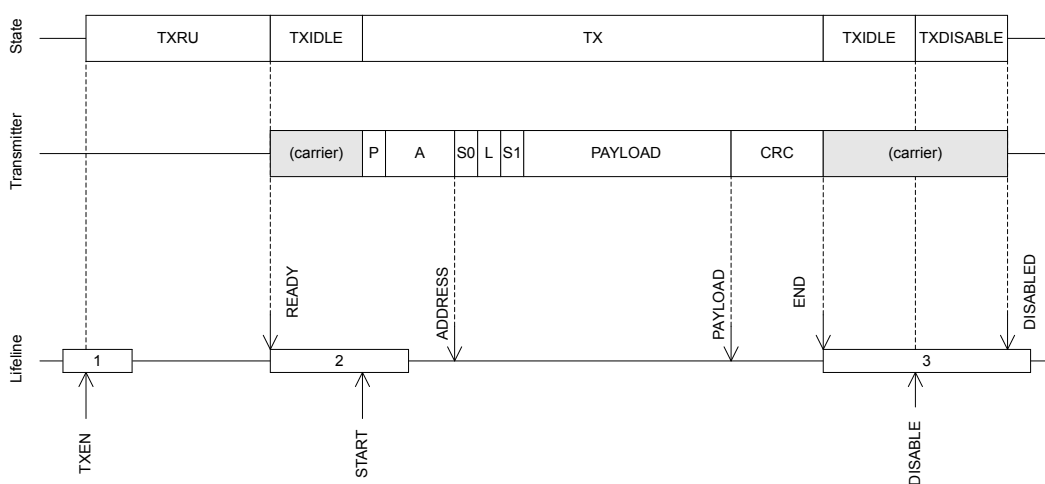 State
TXRU TXIDLE TX TXIDLE TXDISABLE
Transmitter
(carrier) P A S0 L S1 PAYLOAD CRC (carrier)
READY ADDRESS PAYLOAD END DISABLED
Lifeline
1 2 3
TXEN START DISABLE